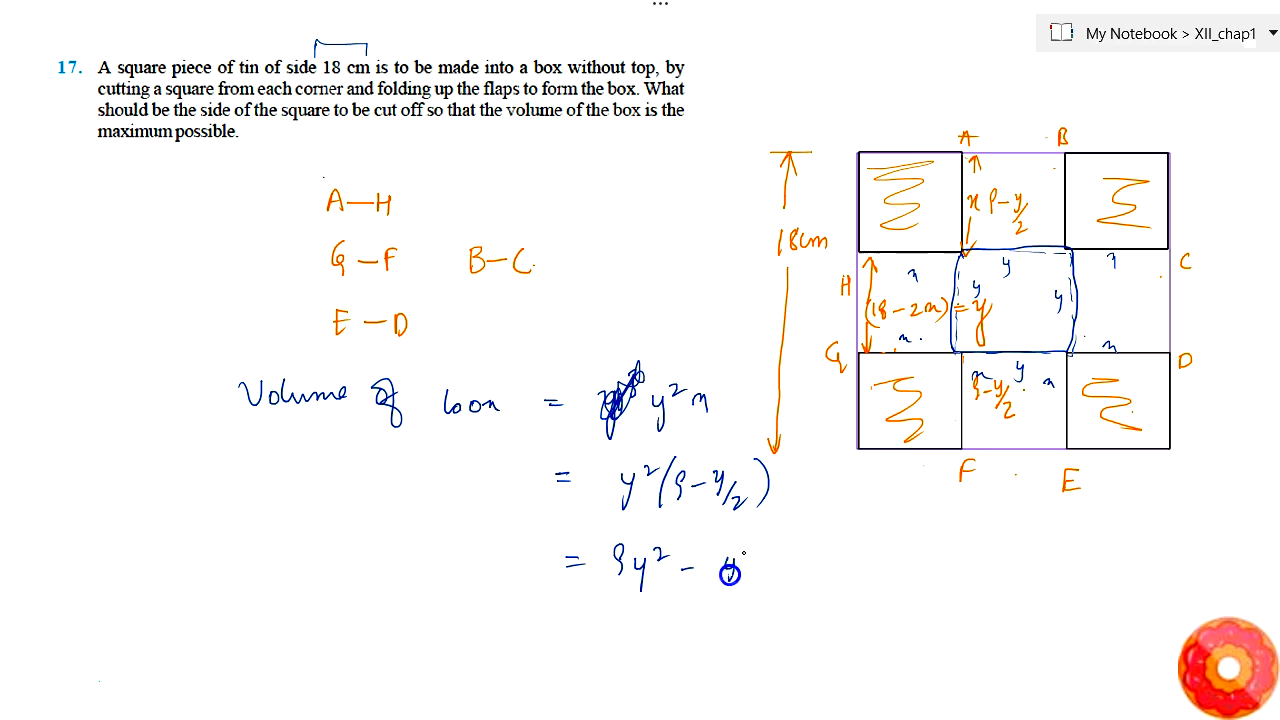 My Notebook > XII_chap1
17. A square piece of tin of side 18 cm is to be made into a box without top, by
cutting a square from each corner and folding up the flaps to form the box. What
should be the side of the square to be cut off so that the volume of the box is the
maximum possible.
A B
x 9-y/2
18cm
x y x C
H
y y
(18-2x) = y
x x
G D
x y x
9-y/2
F E
A-H
G-F B-C
E-D
Volume of box = y²x
= y²(9-y/2)
= 9y² - y